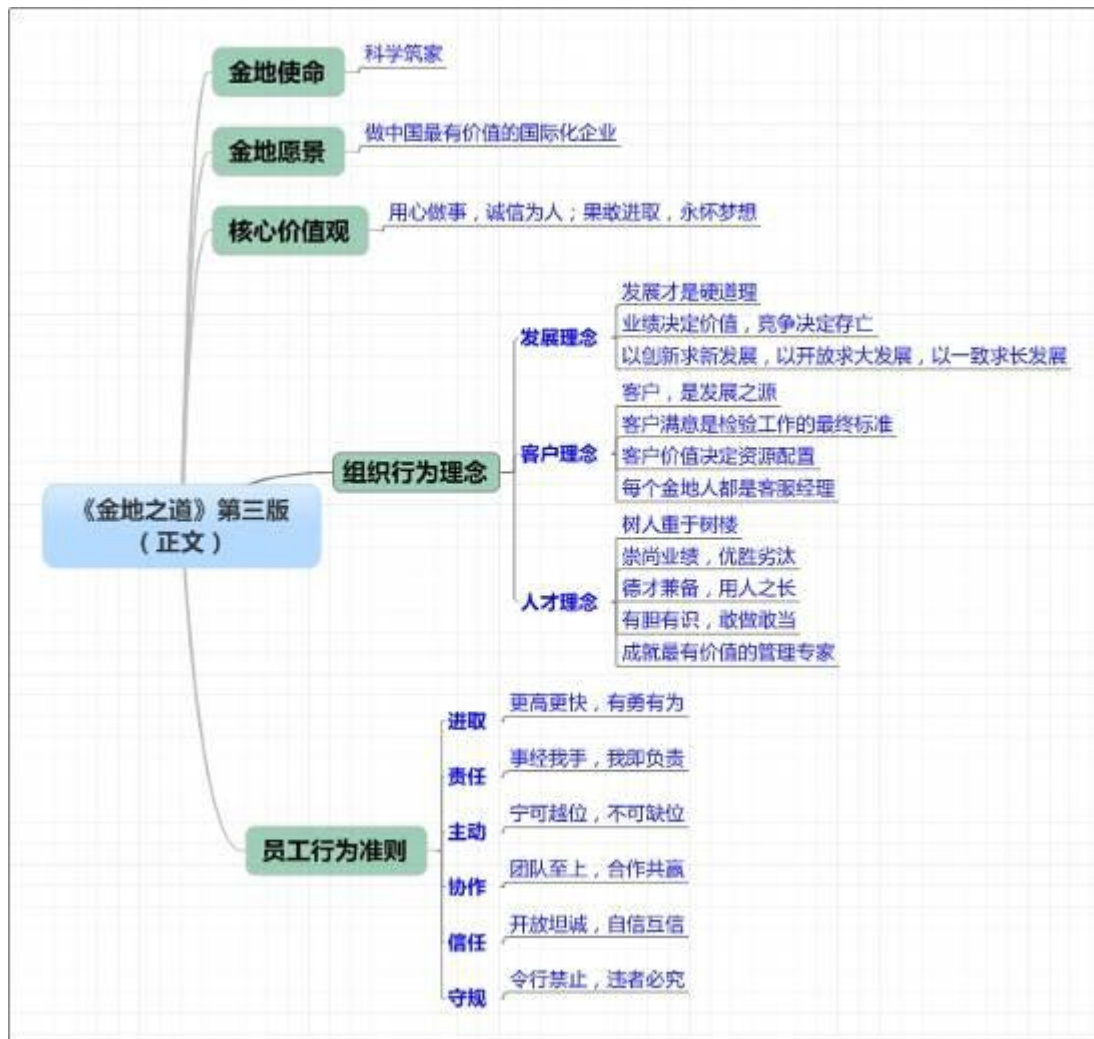 金地使命
科学筑家
金地愿景
做中国最有价值的国际化企业
核心价值观
用心做事，诚信为人；果敢进取，永怀梦想
《金地之道》第三版
（正文）
组织行为理念
发展理念
发展才是硬道理
业绩决定价值，竞争决定存亡
以创新求新发展，以开放求大发展，以一致求长发展
客户理念
客户，是发展之源
客户满意是检验工作的最终标准
客户价值决定资源配置
每个金地人都是客服经理
人才理念
树人重于树楼
崇尚业绩，优胜劣汰
德才兼备，用人之长
有胆有识，敢做敢当
成就最有价值的管理专家
员工行为准则
进取
更高更快，有勇有为
责任
事经我手，我即负责
主动
宁可越位，不可缺位
协作
团队至上，合作共赢
信任
开放坦诚，自信互信
守规
令行禁止，违者必究